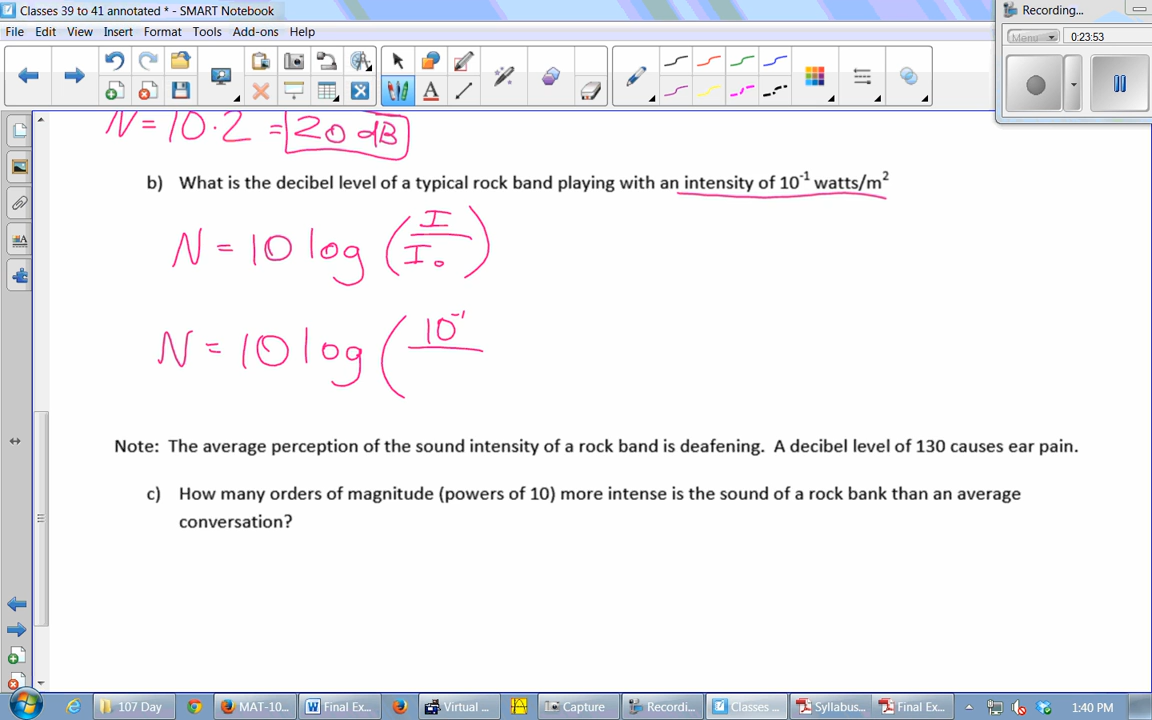 Classes 39 to 41 annotated * - SMART Notebook
Recording...
File Edit View Insert Format Tools Add-ons Help
Menu
0:23:53
N = 10·2 = 20 dB
b) What is the decibel level of a typical rock band playing with an intensity of 10⁻¹ watts/m²
N = 10 log (I/I₀)
N = 10 log (10⁻¹
Note: The average perception of the sound intensity of a rock band is deafening. A decibel level of 130 causes ear pain.
c) How many orders of magnitude (powers of 10) more intense is the sound of a rock bank than an average
conversation?
107 Day
MAT-10...
Final Ex...
Virtual ...
Capture
Recordi...
Classes ...
Syllabus...
Final Exa...
1:40 PM